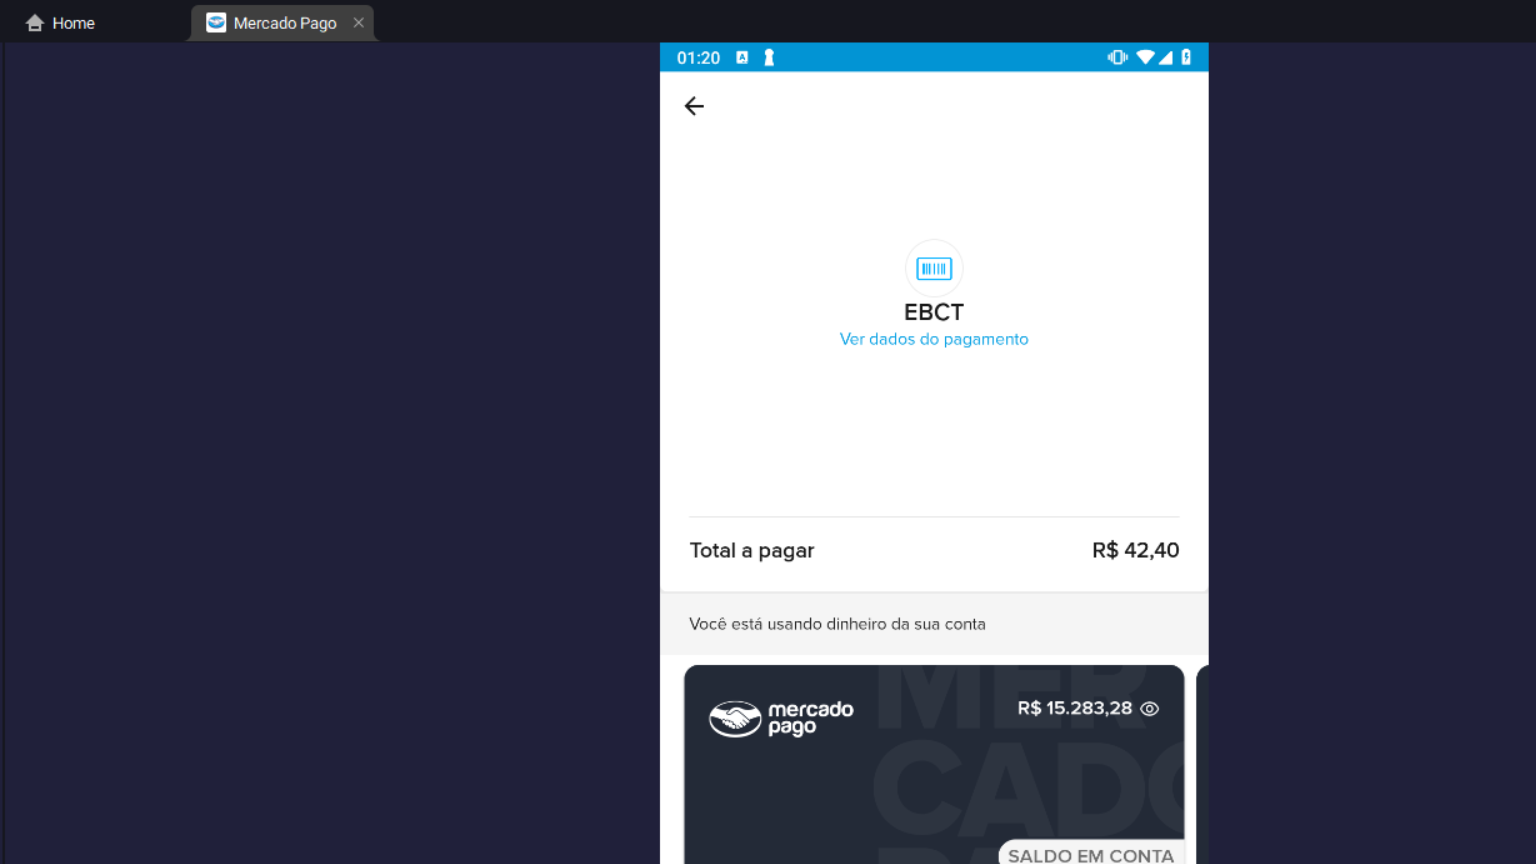 Home
Mercado Pago
01:20
EBCT
Ver dados do pagamento
Total a pagar
R$ 42,40
Você está usando dinheiro da sua conta
mercado
pago
R$ 15.283,28
MER
CADO
SALDO EM CONTA